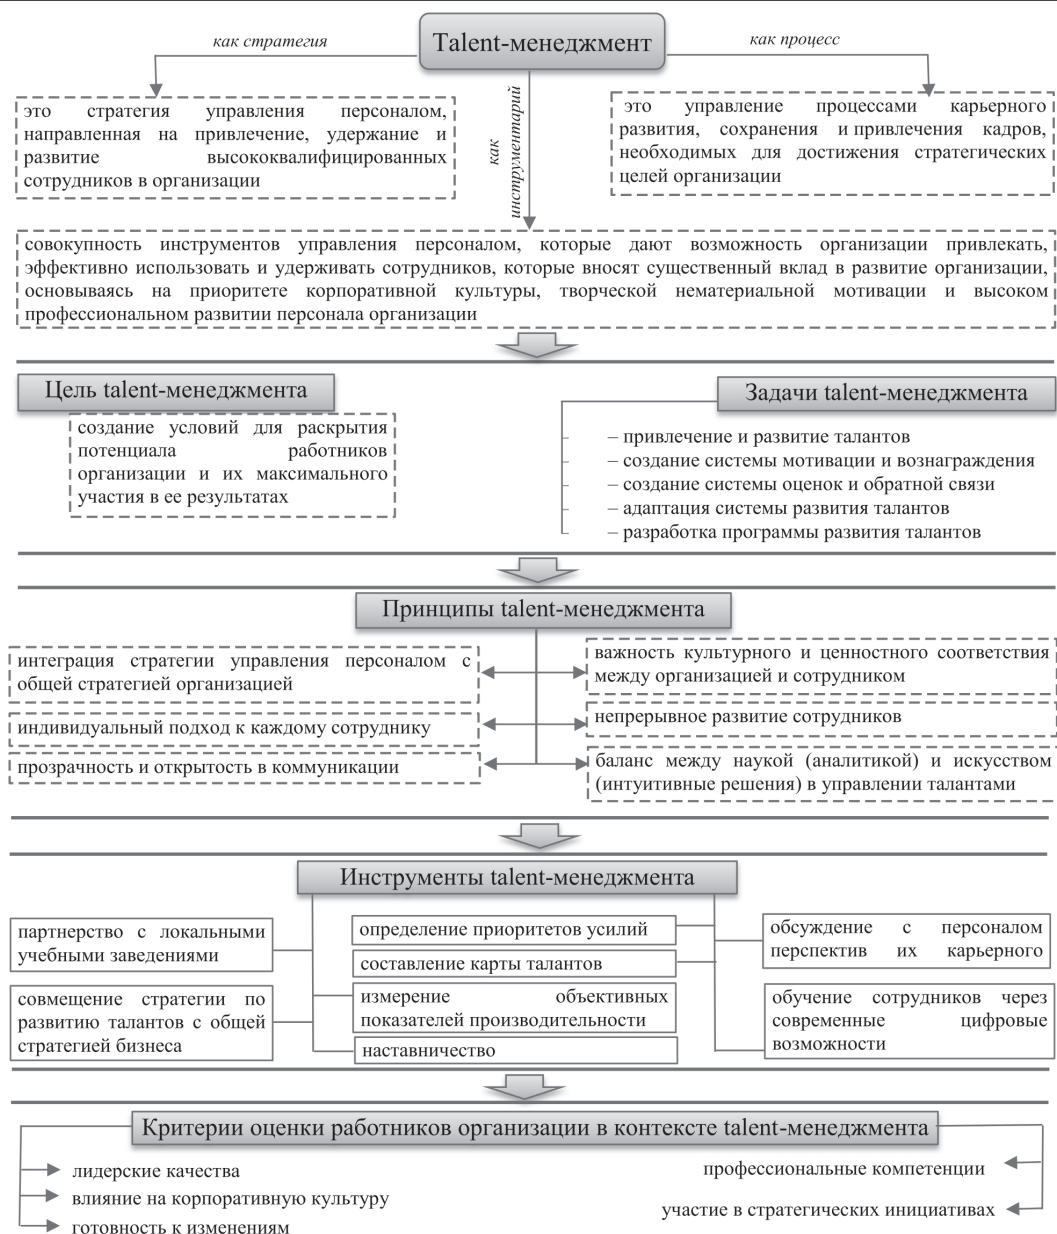 Talent-менеджмент
как стратегия
как процесс
как
инструментарий
это стратегия управления персоналом,
направленная на привлечение, удержание и
развитие высококвалифицированных
сотрудников в организации
это управление процессами карьерного
развития, сохранения и привлечения кадров,
необходимых для достижения стратегических
целей организации
совокупность инструментов управления персоналом, которые дают возможность организации привлекать,
эффективно использовать и удерживать сотрудников, которые вносят существенный вклад в развитие организации,
основываясь на приоритете корпоративной культуры, творческой нематериальной мотивации и высоком
профессиональном развитии персонала организации
Цель talent-менеджмента
создание условий для раскрытия
потенциала работников
организации и их максимального
участия в ее результатах
Задачи talent-менеджмента
– привлечение и развитие талантов
– создание системы мотивации и вознаграждения
– создание системы оценок и обратной связи
– адаптация системы развития талантов
– разработка программы развития талантов
Принципы talent-менеджмента
интеграция стратегии управления персоналом с
общей стратегией организацией
индивидуальный подход к каждому сотруднику
прозрачность и открытость в коммуникации
важность культурного и ценностного соответствия
между организацией и сотрудником
непрерывное развитие сотрудников
баланс между наукой (аналитикой) и искусством
(интуитивные решения) в управлении талантами
Инструменты talent-менеджмента
партнерство с локальными
учебными заведениями
совмещение стратегии по
развитию талантов с общей
стратегией бизнеса
определение приоритетов усилий
составление карты талантов
измерение объективных
показателей производительности
наставничество
обсуждение с персоналом
перспектив их карьерного
обучение сотрудников через
современные цифровые
возможности
Критерии оценки работников организации в контексте talent-менеджмента
лидерские качества
влияние на корпоративную культуру
готовность к изменениям
профессиональные компетенции
участие в стратегических инициативах